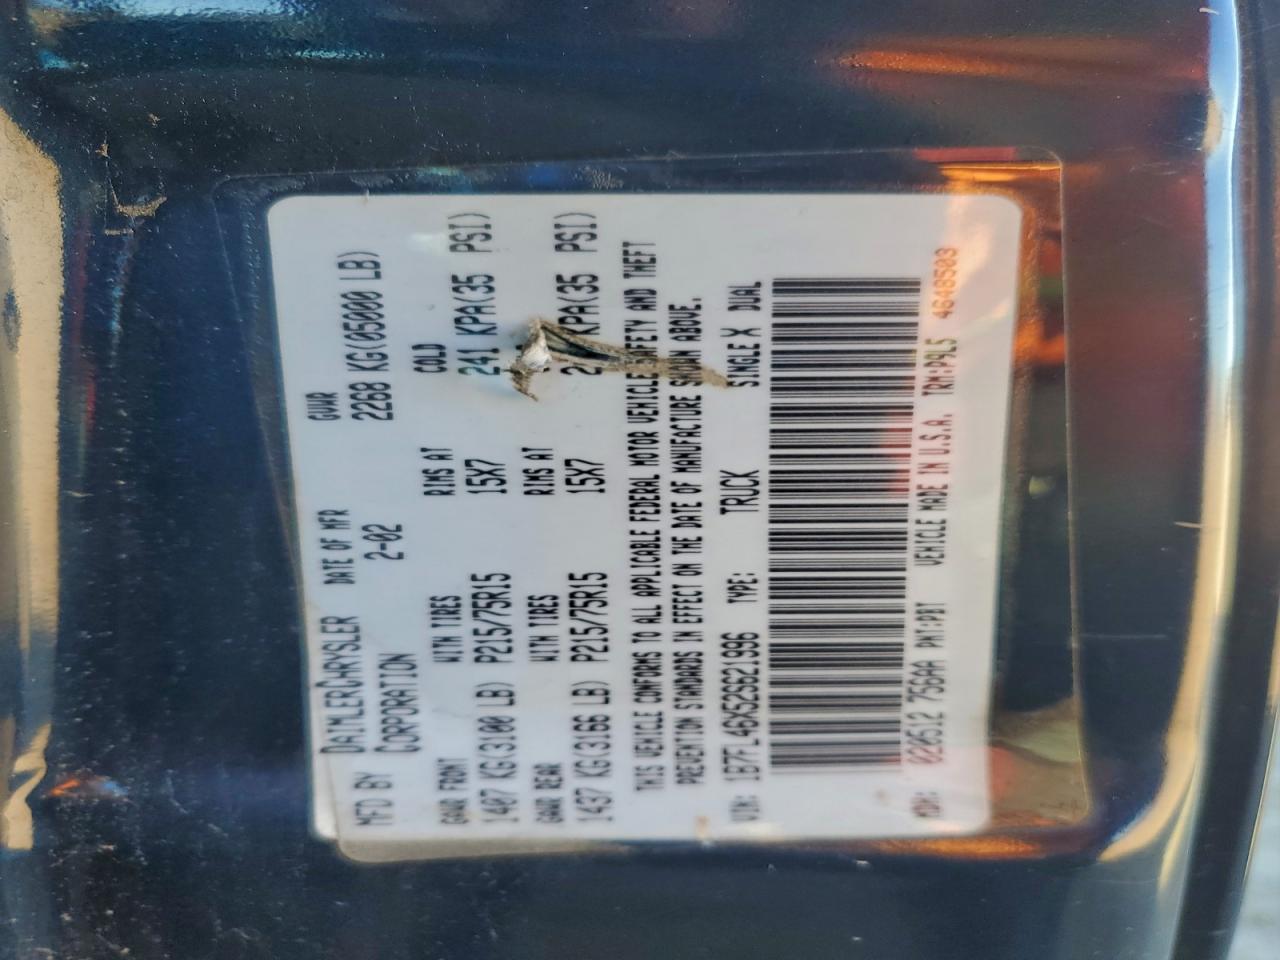 MFD BY DAIMLERCHRYSLER CORPORATION DATE OF MFR 2-02 GVWR 2268 KG(05000 LB)
GAWR FRONT WITH TIRES RIMS AT COLD
1407 KG(3100 LB) P215/75R15 15X7 241 KPA(35 PSI)
GAWR REAR WITH TIRES RIMS AT
1437 KG(3166 LB) P215/75R15 15X7 KPA(35 PSI)
THIS VEHICLE CONFORMS TO ALL APPLICABLE FEDERAL MOTOR VEHICLE SAFETY AND THEFT
PREVENTION STANDARDS IN EFFECT ON THE DATE OF MANUFACTURE SHOWN ABOVE.
VIN: 1B7FL46X52S621996 TYPE: TRUCK SINGLE X DUAL
MDH: 020512 756AA PNT:PBT VEHICLE MADE IN U.S.A. TRM:P9L5 4648503